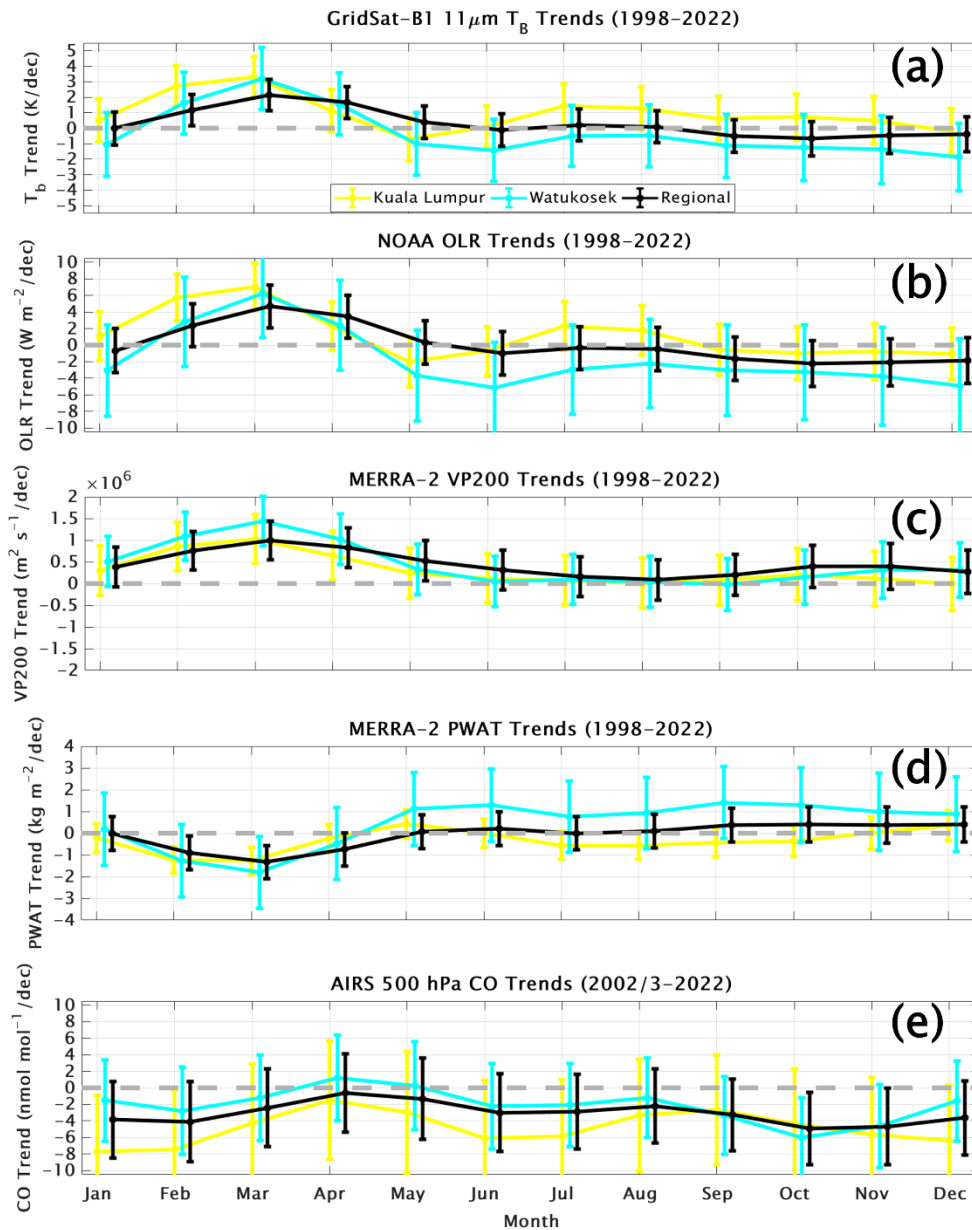 GridSat-B1 11μm T_B Trends (1998-2022)
(a)
T_b Trend (K/dec)
5
4
3
2
1
0
-1
-2
-3
-4
-5
Kuala Lumpur Watukosek Regional
NOAA OLR Trends (1998-2022)
(b)
OLR Trend (W m⁻²/dec)
10
8
6
4
2
0
-2
-4
-6
-8
-10
MERRA-2 VP200 Trends (1998-2022)
×10⁶
(c)
VP200 Trend (m² s⁻¹/dec)
2
1.5
1
0.5
0
-0.5
-1
-1.5
-2
MERRA-2 PWAT Trends (1998-2022)
(d)
PWAT Trend (kg m⁻²/dec)
4
3
2
1
0
-1
-2
-3
-4
AIRS 500 hPa CO Trends (2002/3-2022)
(e)
CO Trend (nmol mol⁻¹/dec)
10
8
6
4
2
0
-2
-4
-6
-8
-10
Jan Feb Mar Apr May Jun Jul Aug Sep Oct Nov Dec
Month